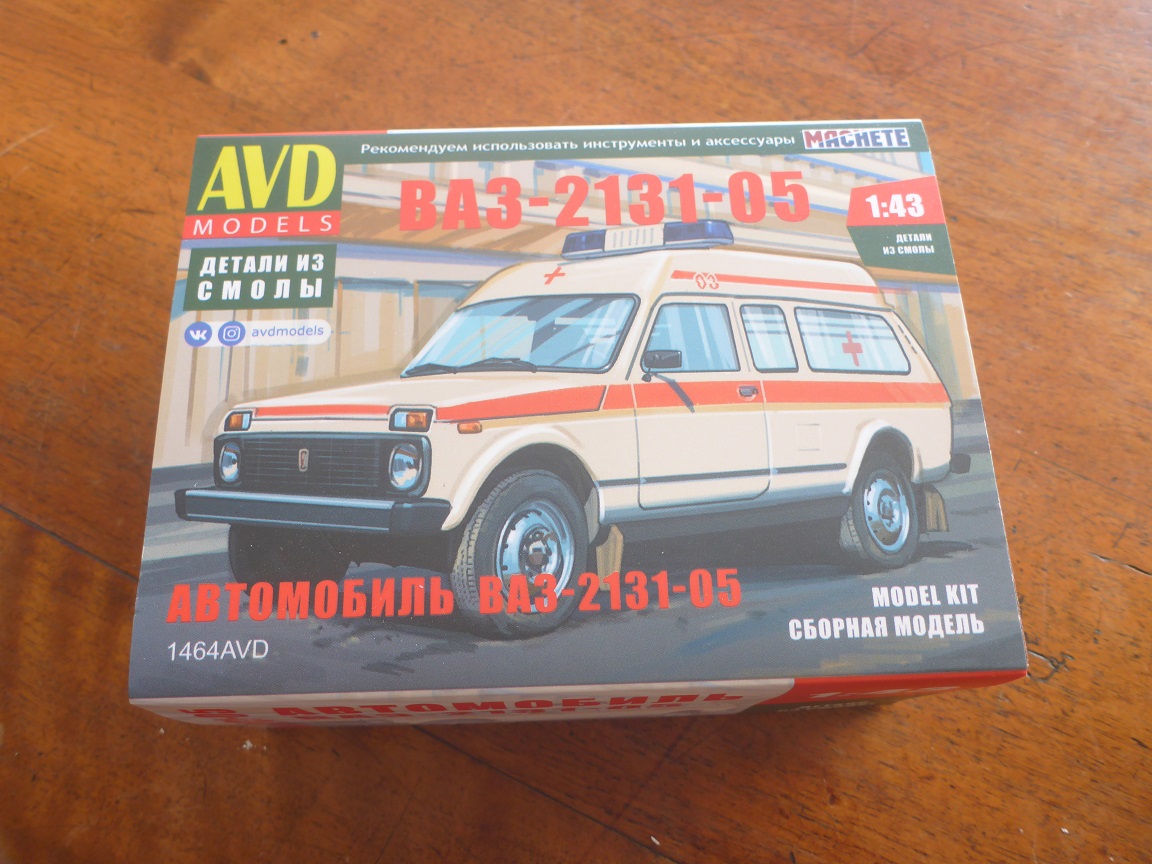 AVD
MODELS
Рекомендуем использовать инструменты и аксессуары MACHETE
ВАЗ-2131-05
1:43
ДЕТАЛИ
ИЗ СМОЛЫ
ДЕТАЛИ ИЗ
СМОЛЫ
avdmodels
03
АВТОМОБИЛЬ ВАЗ-2131-05
1464AVD
MODEL KIT
СБОРНАЯ МОДЕЛЬ
АВТОМОБИЛЬ